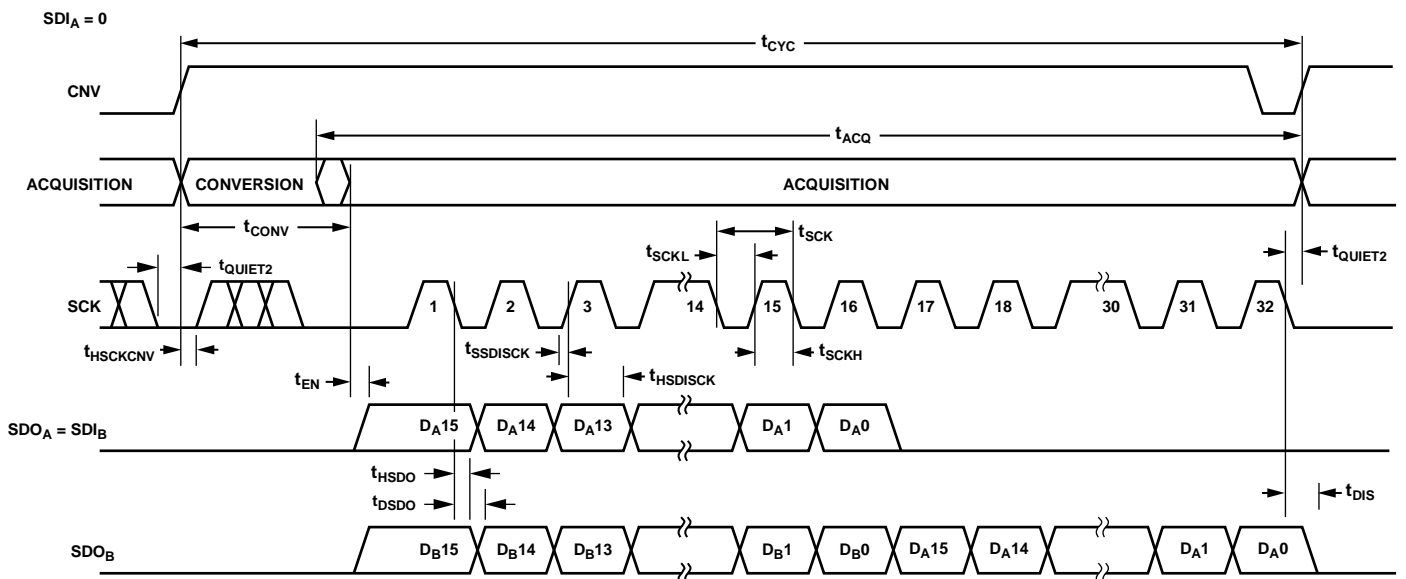 SDIA = 0
tCYC
CNV
tACQ
ACQUISITION CONVERSION ACQUISITION
tCONV
tSCK
tSCKL
tQUIET2 tQUIET2
SCK 1 2 3 14 15 16 17 18 30 31 32
tHSCKCNV tSSDISCK tSCKH
tEN tHSDISCK
SDOA = SDIB DA15 DA14 DA13 DA1 DA0
tHSDO
tDSDO tDIS
SDOB DB15 DB14 DB13 DB1 DB0 DA15 DA14 DA1 DA0